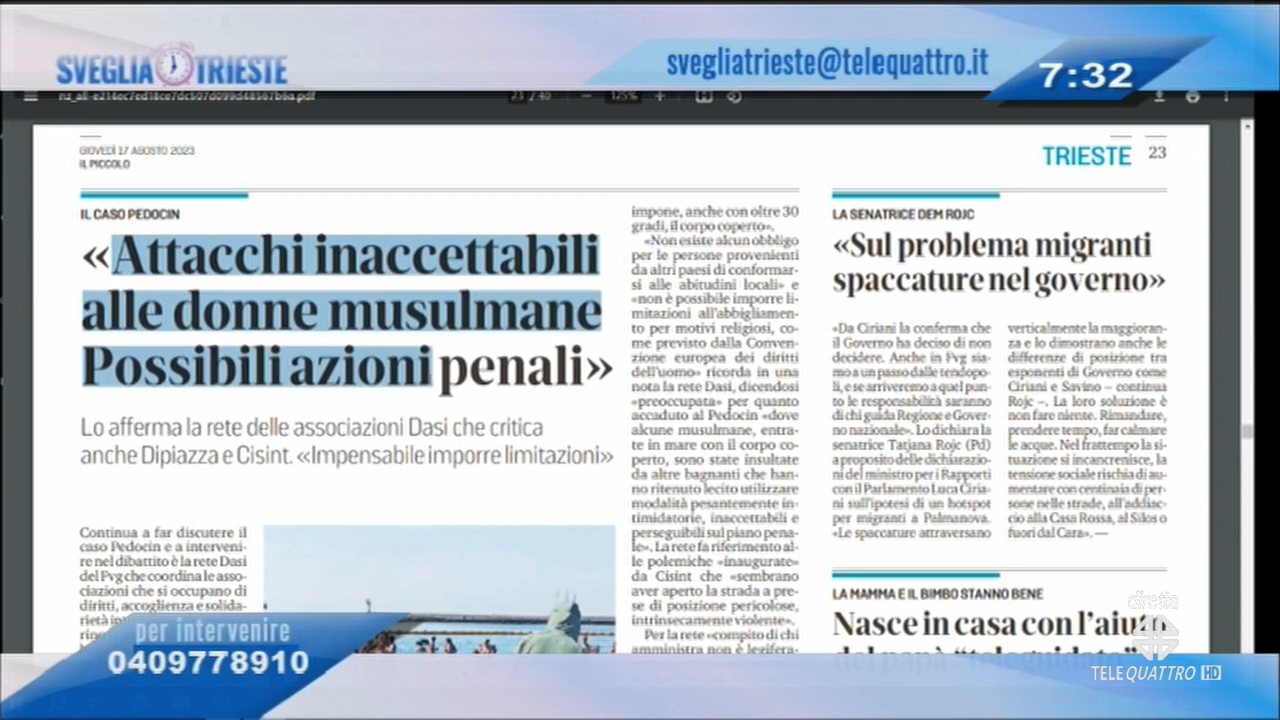 SVEGLIA TRIESTE
svegliatrieste@telequattro.it
7:32
23 / 40
125%
GIOVEDÌ 17 AGOSTO 2023
IL PICCOLO
TRIESTE 23
IL CASO PEDOCIN
«Attacchi inaccettabili
alle donne musulmane
Possibili azioni penali»
Lo afferma la rete delle associazioni Dasi che critica
anche Dipiazza e Cisint. «Impensabile imporre limitazioni»
Continua a far discutere il
caso Pedocin e a interveni-
re nel dibattito è la rete Dasi
del Fvg che coordina le asso-
ciazioni che si occupano di
diritti, accoglienza e solida-
impone, anche con oltre 30
gradi, il corpo coperto».
«Non esiste alcun obbligo
per le persone provenienti
da altri paesi di conformar-
si alle abitudini locali» e
«non è possibile imporre li-
mitazioni all'abbigliamen-
to per motivi religiosi, co-
me previsto dalla Conven-
zione europea dei diritti
dell'uomo» ricorda in una
nota la rete Dasi, dicendosi
«preoccupata» per quanto
accaduto al Pedocin «dove
alcune musulmane, entra-
te in mare con il corpo co-
perto, sono state insultate
da altre bagnanti che han-
no ritenuto lecito utilizzare
modalità pesantemente in-
timidatorie, inaccettabili e
perseguibili sul piano pena-
le». La rete fa riferimento al-
le polemiche «inaugurate»
da Cisint che «sembrano
aver aperto la strada a pre-
se di posizione pericolose,
intrinsecamente violente».
Per la rete «compito di chi
amministra non è legifera-
LA SENATRICE DEM ROJC
«Sul problema migranti
spaccature nel governo»
«Da Ciriani la conferma che
il Governo ha deciso di non
decidere. Anche in Fvg sia-
mo a un passo dalle tendopo-
li, e se arriveremo a quel pun-
to le responsabilità saranno
di chi guida Regione e Gover-
no nazionale». Lo dichiara la
senatrice Tatjana Rojc (Pd)
a proposito delle dichiarazio-
ni del ministro per i Rapporti
con il Parlamento Luca Ciria-
ni sull'ipotesi di un hotspot
per migranti a Palmanova.
«Le spaccature attraversano
verticalmente la maggioran-
za e lo dimostrano anche le
differenze di posizione tra
esponenti di Governo come
Ciriani e Savino – continua
Rojc –. La loro soluzione è
non fare niente. Rimandare,
prendere tempo, far calmare
le acque. Nel frattempo la si-
tuazione si incancrenisce, la
tensione sociale rischia di au-
mentare con centinaia di per-
sone nelle strade, all'addiac-
cio alla Casa Rossa, al Silos o
fuori dal Cara». —
LA MAMMA E IL BIMBO STANNO BENE
Nasce in casa con l'aiuto
del papà “teleguidato”
per intervenire
0409778910
diretta
TELEQUATTRO HD